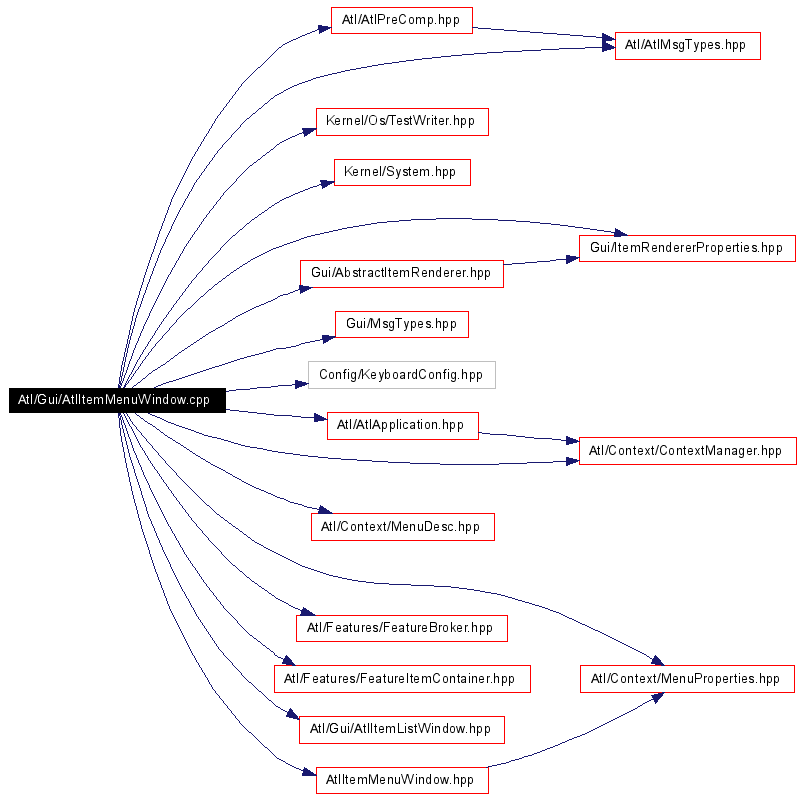 Atl/AtlPreComp.hpp
Atl/AtlMsgTypes.hpp
Kernel/Os/TestWriter.hpp
Kernel/System.hpp
Gui/ItemRendererProperties.hpp
Gui/AbstractItemRenderer.hpp
Gui/MsgTypes.hpp
Config/KeyboardConfig.hpp
Atl/Gui/AtlItemMenuWindow.cpp
Atl/AtlApplication.hpp
Atl/Context/ContextManager.hpp
Atl/Context/MenuDesc.hpp
Atl/Features/FeatureBroker.hpp
Atl/Features/FeatureItemContainer.hpp
Atl/Context/MenuProperties.hpp
Atl/Gui/AtlItemListWindow.hpp
AtlItemMenuWindow.hpp